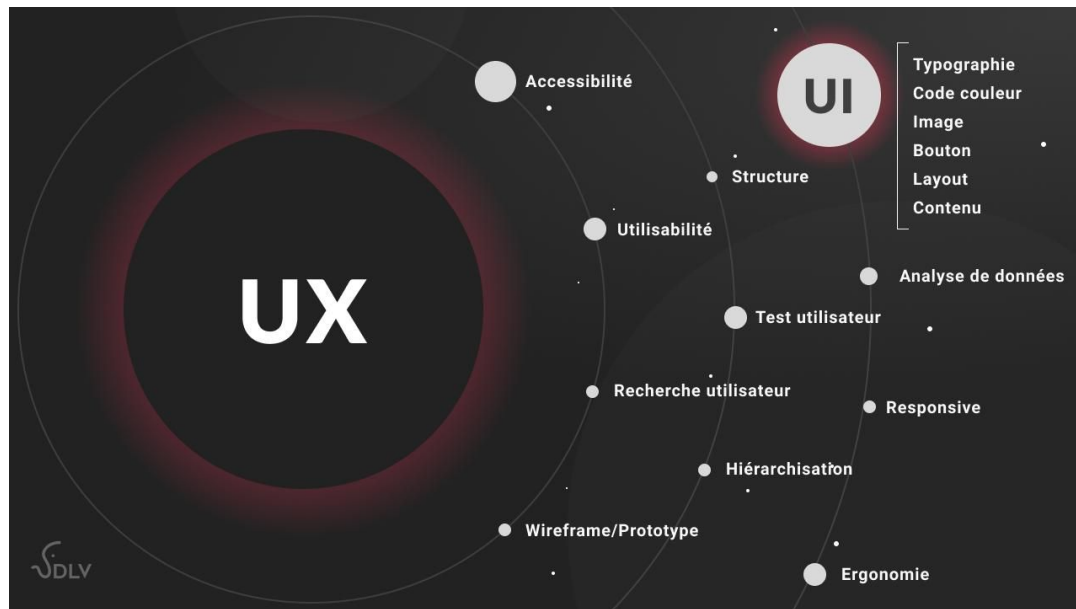 UX
Accessibilité
Utilisabilité
Recherche utilisateur
Wireframe/Prototype
Structure
Test utilisateur
Hiérarchisation
UI
Typographie
Code couleur
Image
Bouton
Layout
Contenu
Analyse de données
Responsive
Ergonomie
DLV